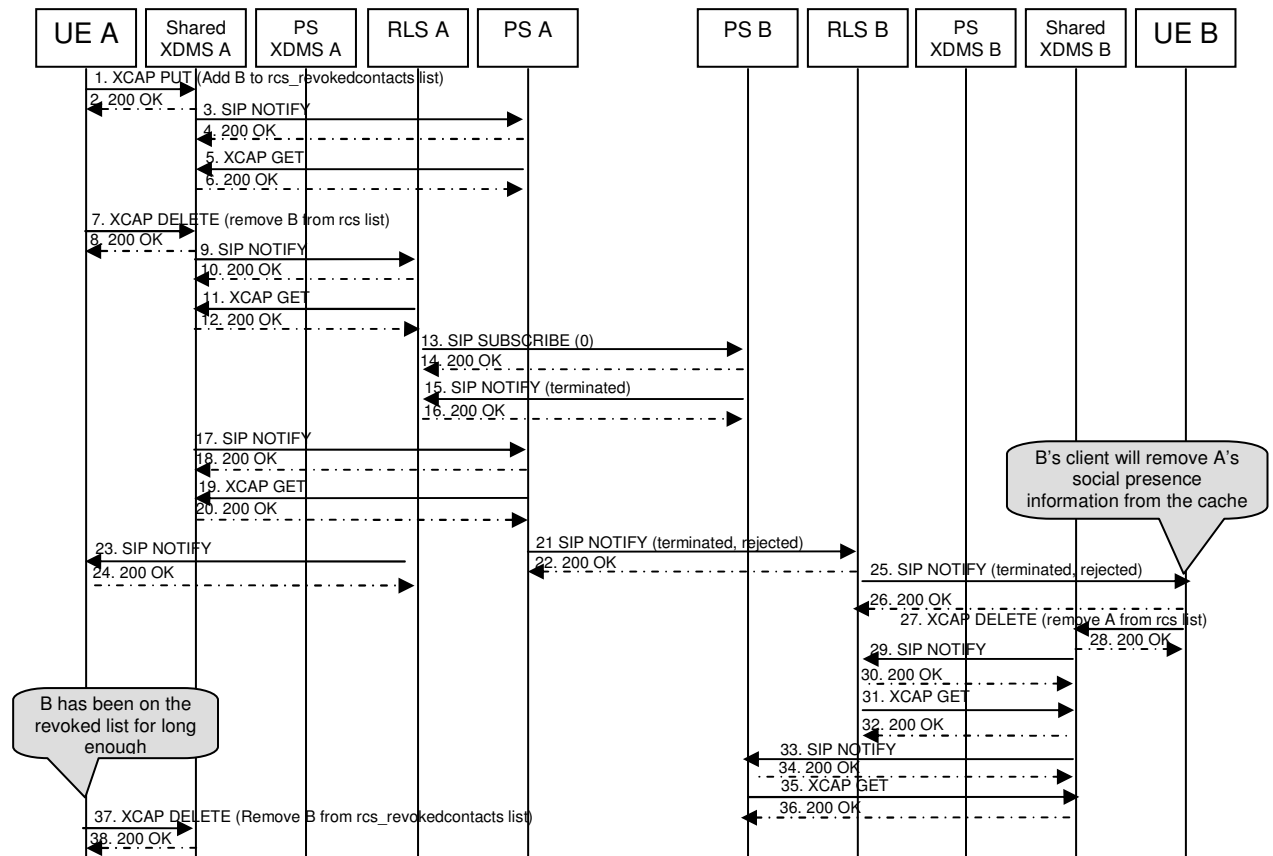 UE A
Shared
XDMS A
PS
XDMS A
RLS A
PS A
PS B
RLS B
PS
XDMS B
Shared
XDMS B
UE B
1. XCAP PUT (Add B to rcs_revokedcontacts list)
2. 200 OK
3. SIP NOTIFY
4. 200 OK
5. XCAP GET
6. 200 OK
7. XCAP DELETE (remove B from rcs list)
8. 200 OK
9. SIP NOTIFY
10. 200 OK
11. XCAP GET
12. 200 OK
13. SIP SUBSCRIBE (0)
14. 200 OK
15. SIP NOTIFY (terminated)
16. 200 OK
17. SIP NOTIFY
18. 200 OK
19. XCAP GET
20. 200 OK
B's client will remove A's
social presence
information from the cache
21 SIP NOTIFY (terminated, rejected)
22. 200 OK
23. SIP NOTIFY
24. 200 OK
25. SIP NOTIFY (terminated, rejected)
26. 200 OK
27. XCAP DELETE (remove A from rcs list)
28. 200 OK
29. SIP NOTIFY
30. 200 OK
31. XCAP GET
32. 200 OK
33. SIP NOTIFY
34. 200 OK
35. XCAP GET
36. 200 OK
B has been on the
revoked list for long
enough
37. XCAP DELETE (Remove B from rcs_revokedcontacts list)
38. 200 OK